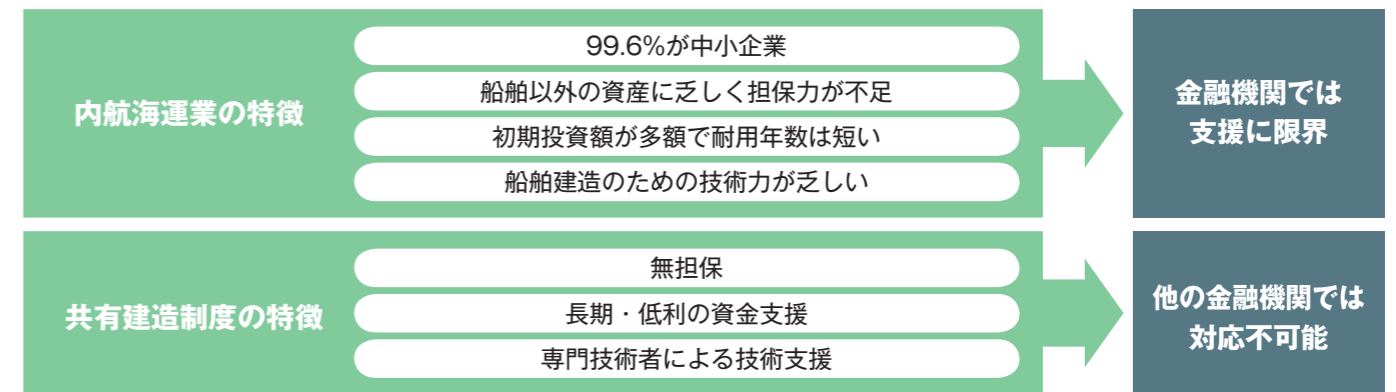 内航海運業の特徴
99.6%が中小企業
船舶以外の資産に乏しく担保力が不足
初期投資額が多額で耐用年数は短い
船舶建造のための技術力が乏しい
金融機関では
支援に限界
共有建造制度の特徴
無担保
長期・低利の資金支援
専門技術者による技術支援
他の金融機関では
対応不可能